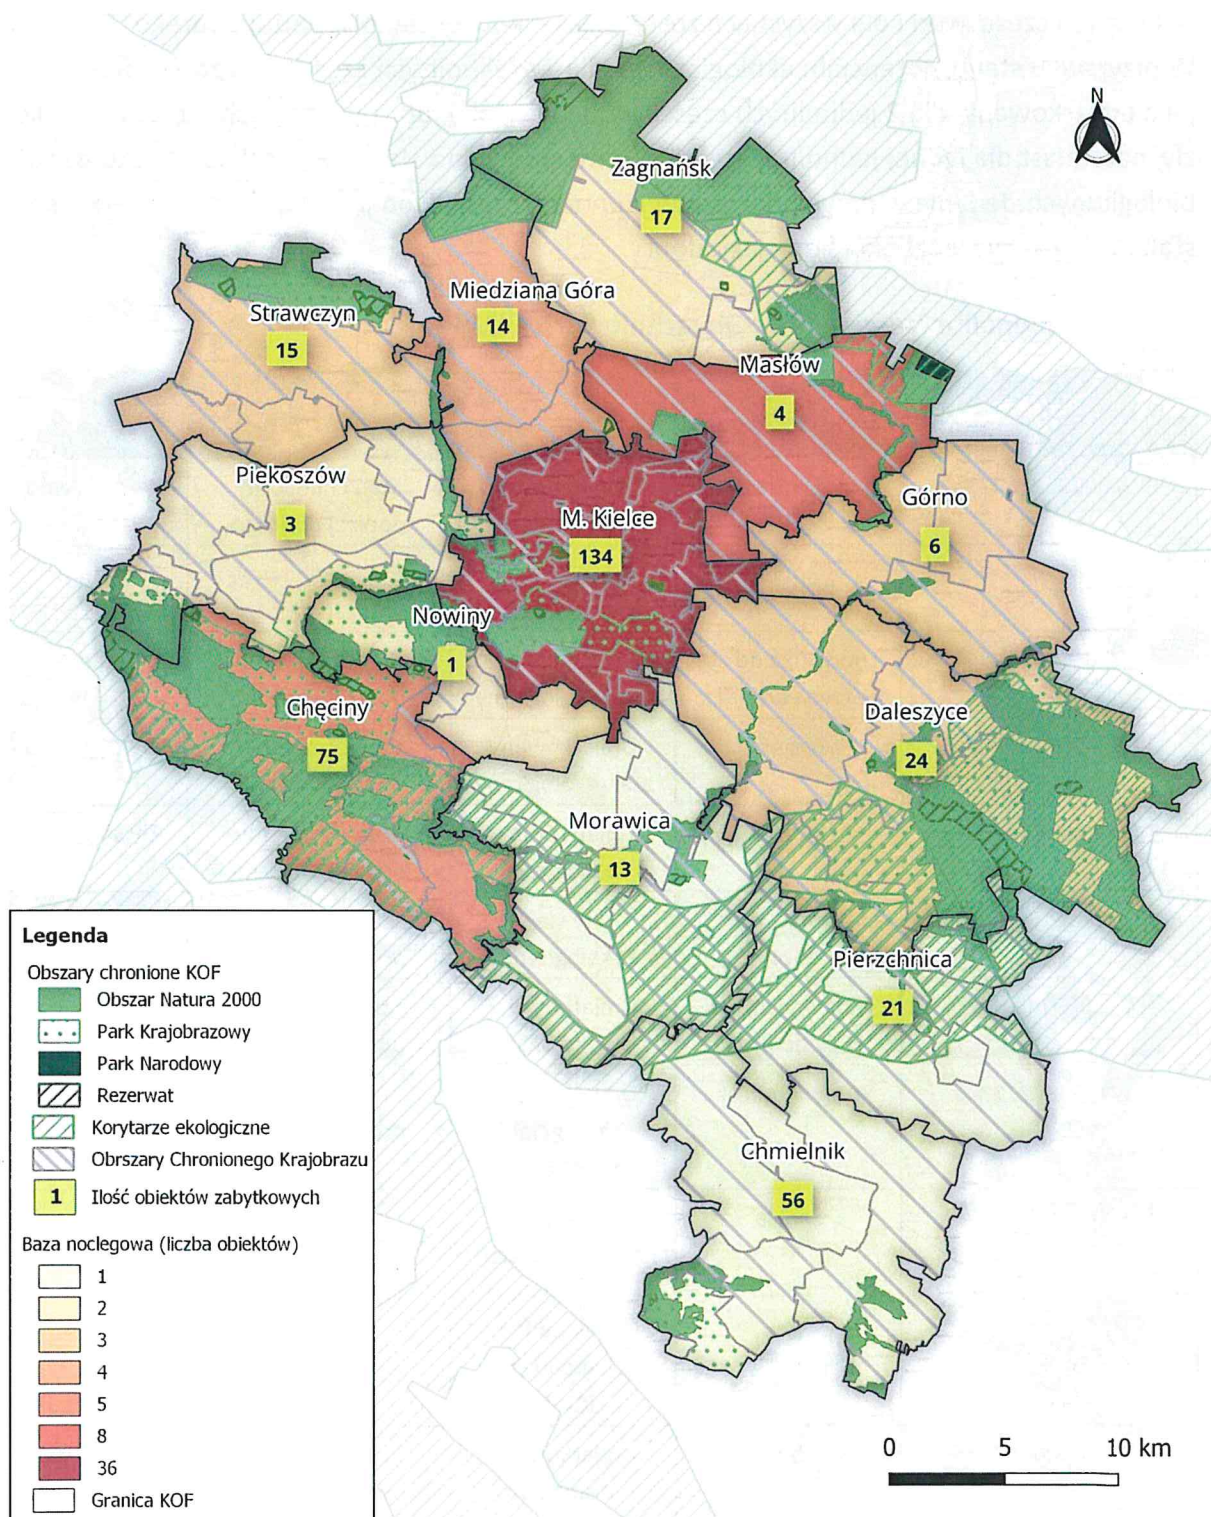 N
Zagnańsk
17
Miedziana Góra
14
Strawczyn
15
Masłów
4
Piekoszów
3
M. Kielce
134
Górno
6
Nowiny
1
Chęciny
75
Daleszyce
24
Morawica
13
Pierzchnica
21
Chmielnik
56
Legenda
Obszary chronione KOF
Obszar Natura 2000
Park Krajobrazowy
Park Narodowy
Rezerwat
Korytarze ekologiczne
Obrszary Chronionego Krajobrazu
1 Ilość obiektów zabytkowych
Baza noclegowa (liczba obiektów)
1
2
3
4
5
8
36
Granica KOF
0 5 10 km